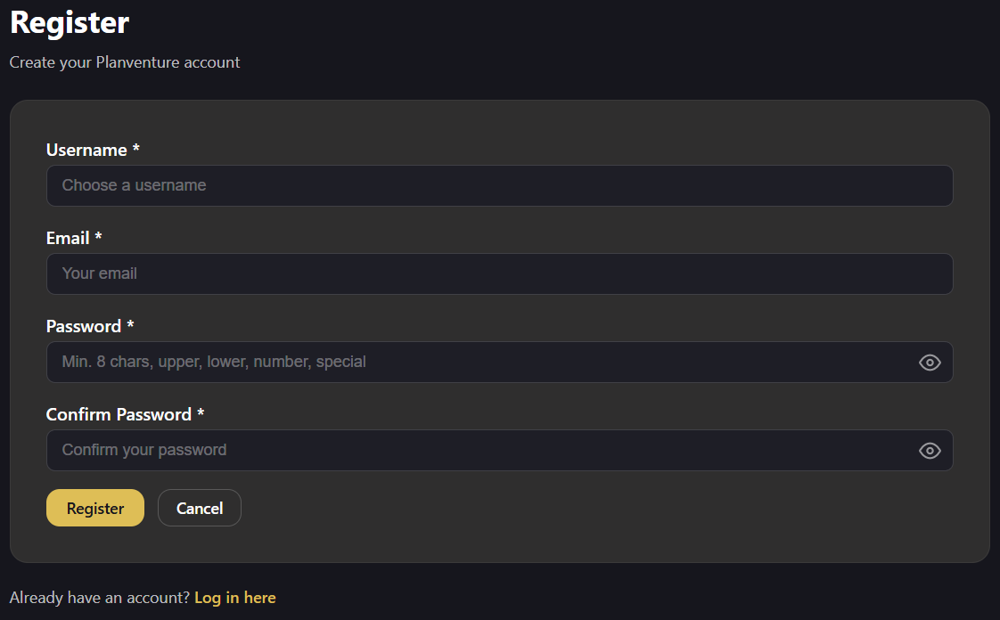 Register
Create your Planventure account
Username *
Choose a username
Email *
Your email
Password *
Min. 8 chars, upper, lower, number, special
Confirm Password *
Confirm your password
Register Cancel
Already have an account? Log in here